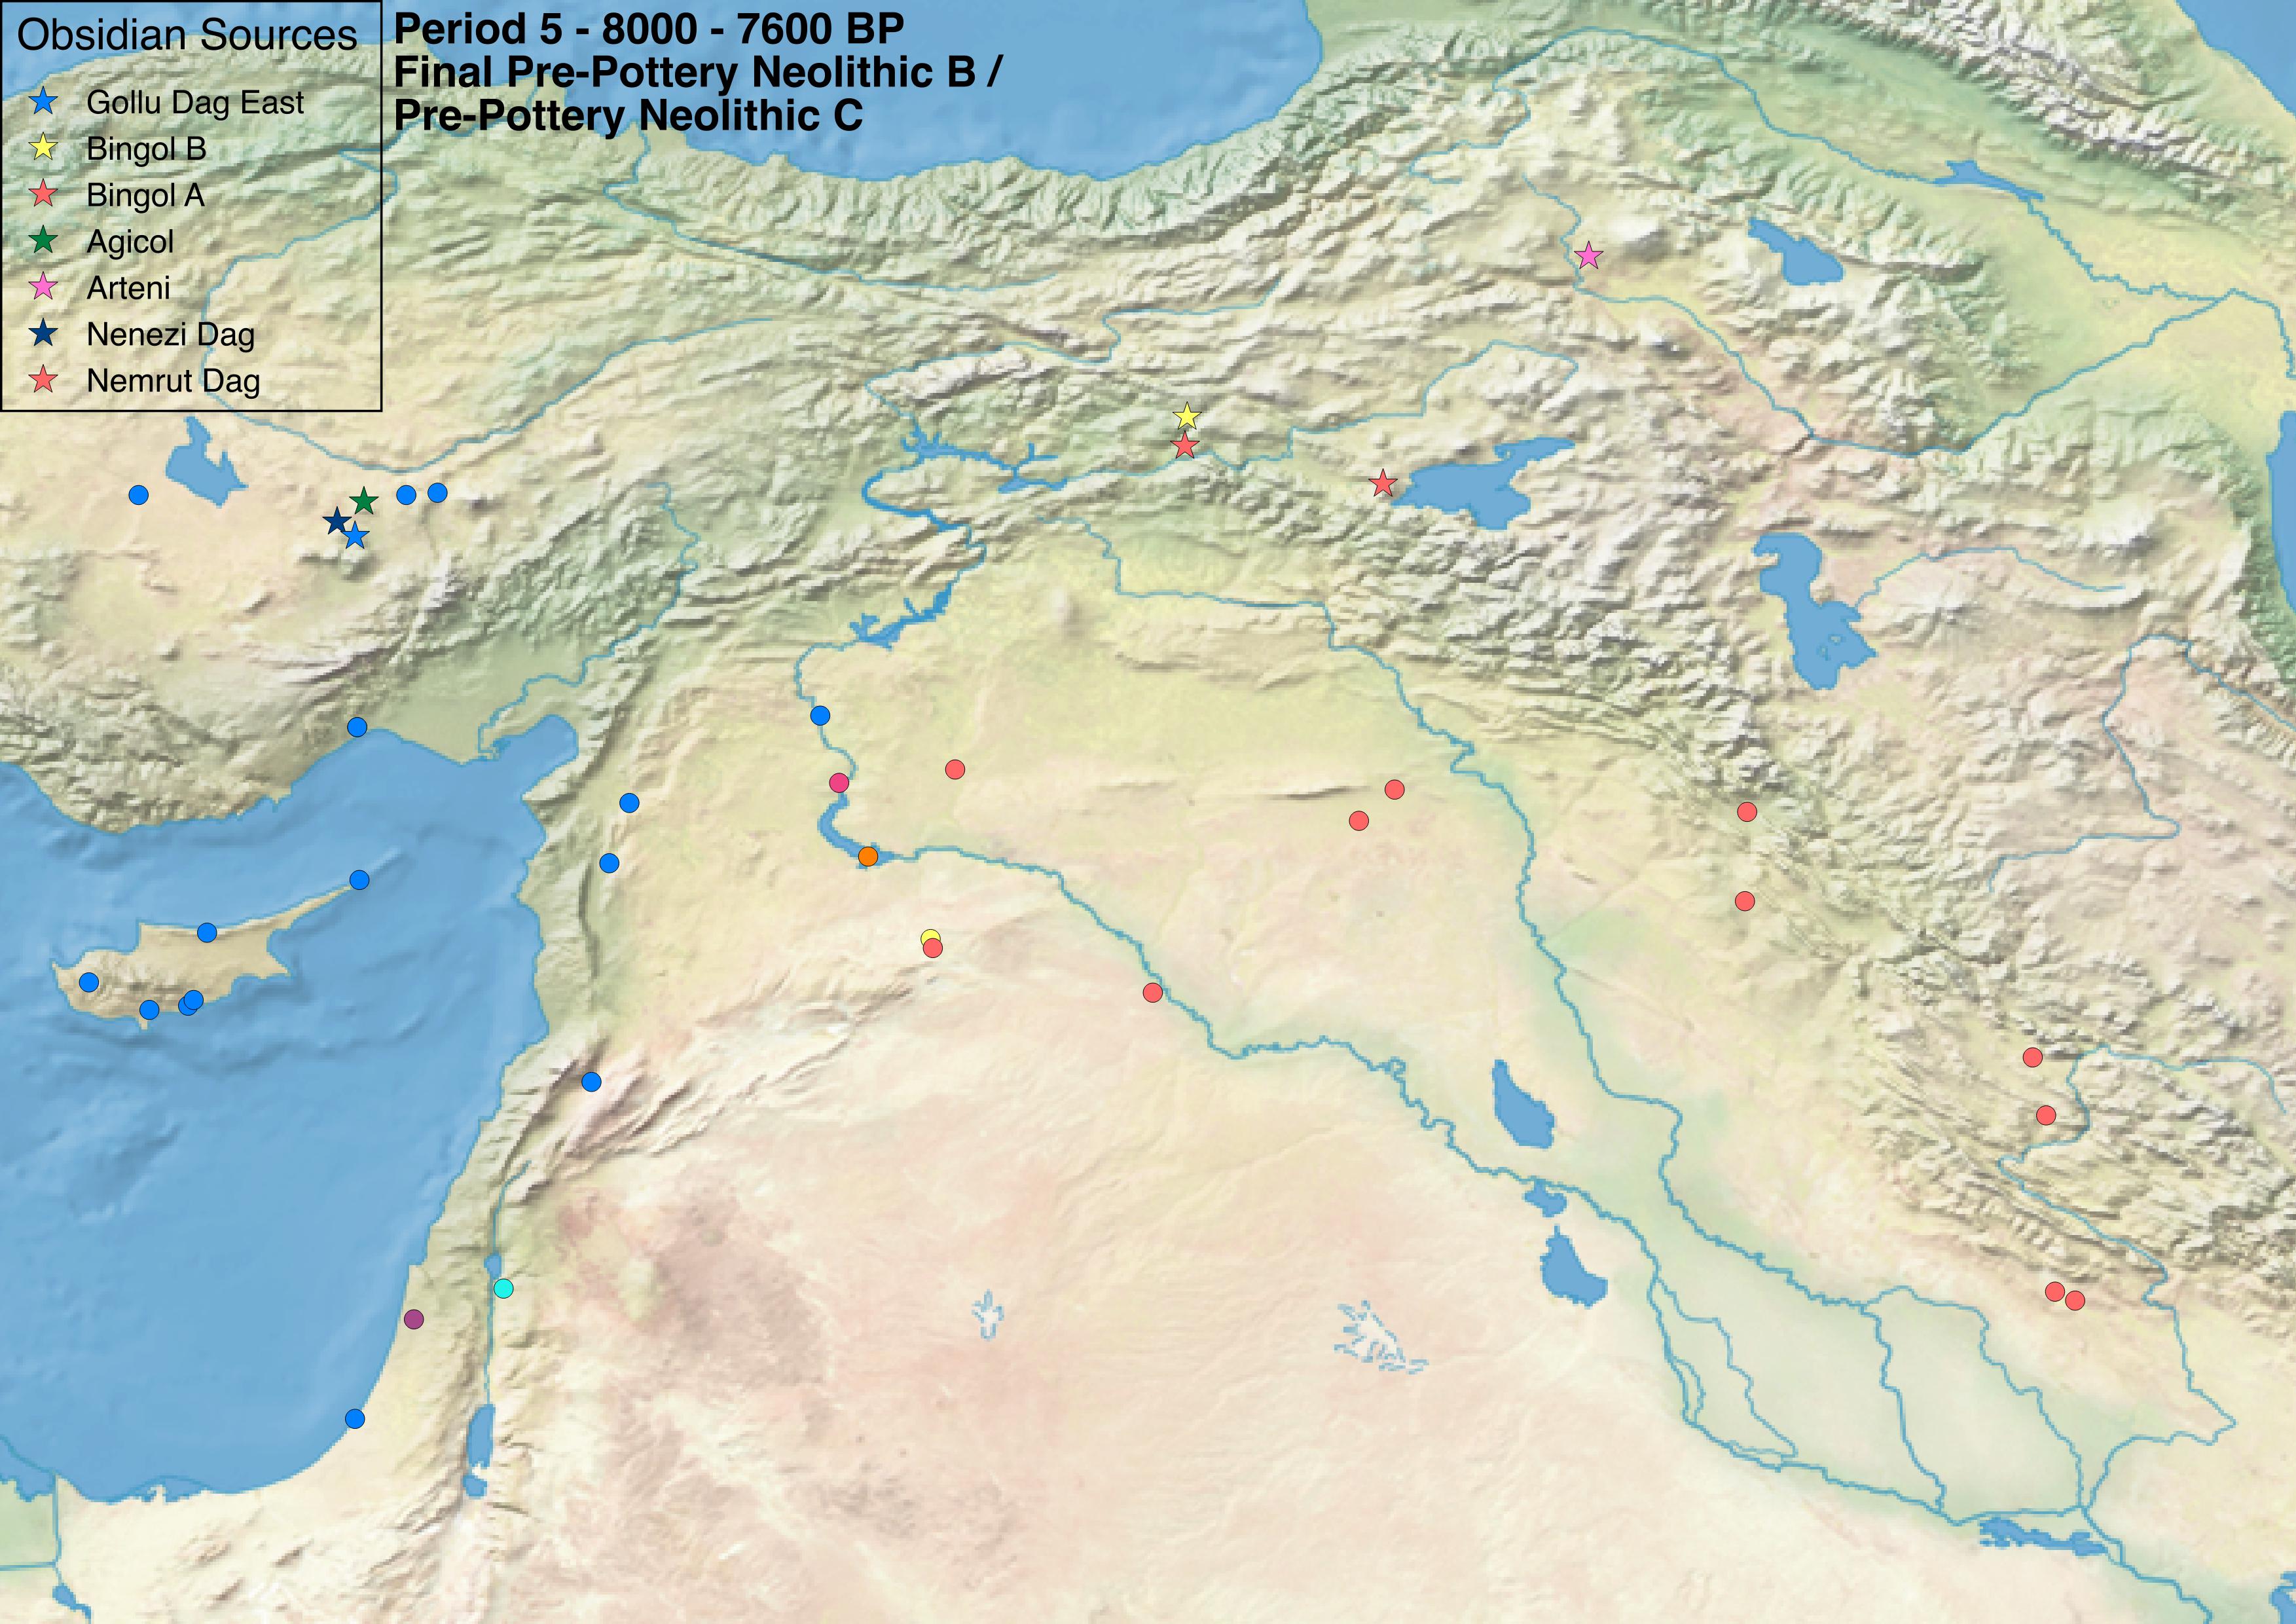 Obsidian Sources
Gollu Dag East
Bingol B
Bingol A
Agicol
Arteni
Nenezi Dag
Nemrut Dag
Period 5 - 8000 - 7600 BP
Final Pre-Pottery Neolithic B /
Pre-Pottery Neolithic C